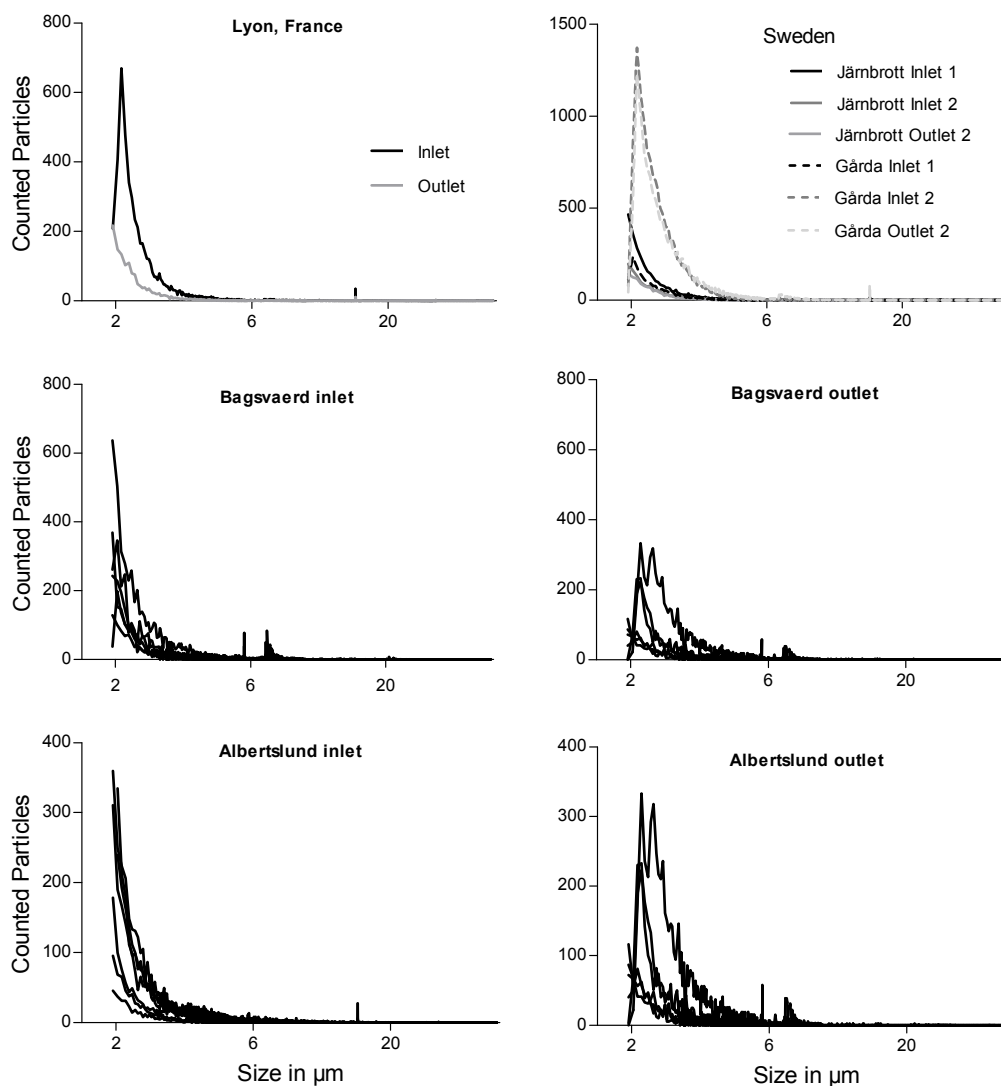 Lyon, France
Counted Particles
800
600
400
200
0
2
6
20
Inlet
Outlet
Sweden
1500
1000
500
0
2
6
20
Järnbrott Inlet 1
Järnbrott Inlet 2
Järnbrott Outlet 2
Gårda Inlet 1
Gårda Inlet 2
Gårda Outlet 2
Bagsvaerd inlet
Counted Particles
800
600
400
200
0
2
6
20
Bagsvaerd outlet
800
600
400
200
0
2
6
20
Albertslund inlet
Counted Particles
400
300
200
100
0
2
6
20
Size in µm
Albertslund outlet
400
300
200
100
0
2
6
20
Size in µm